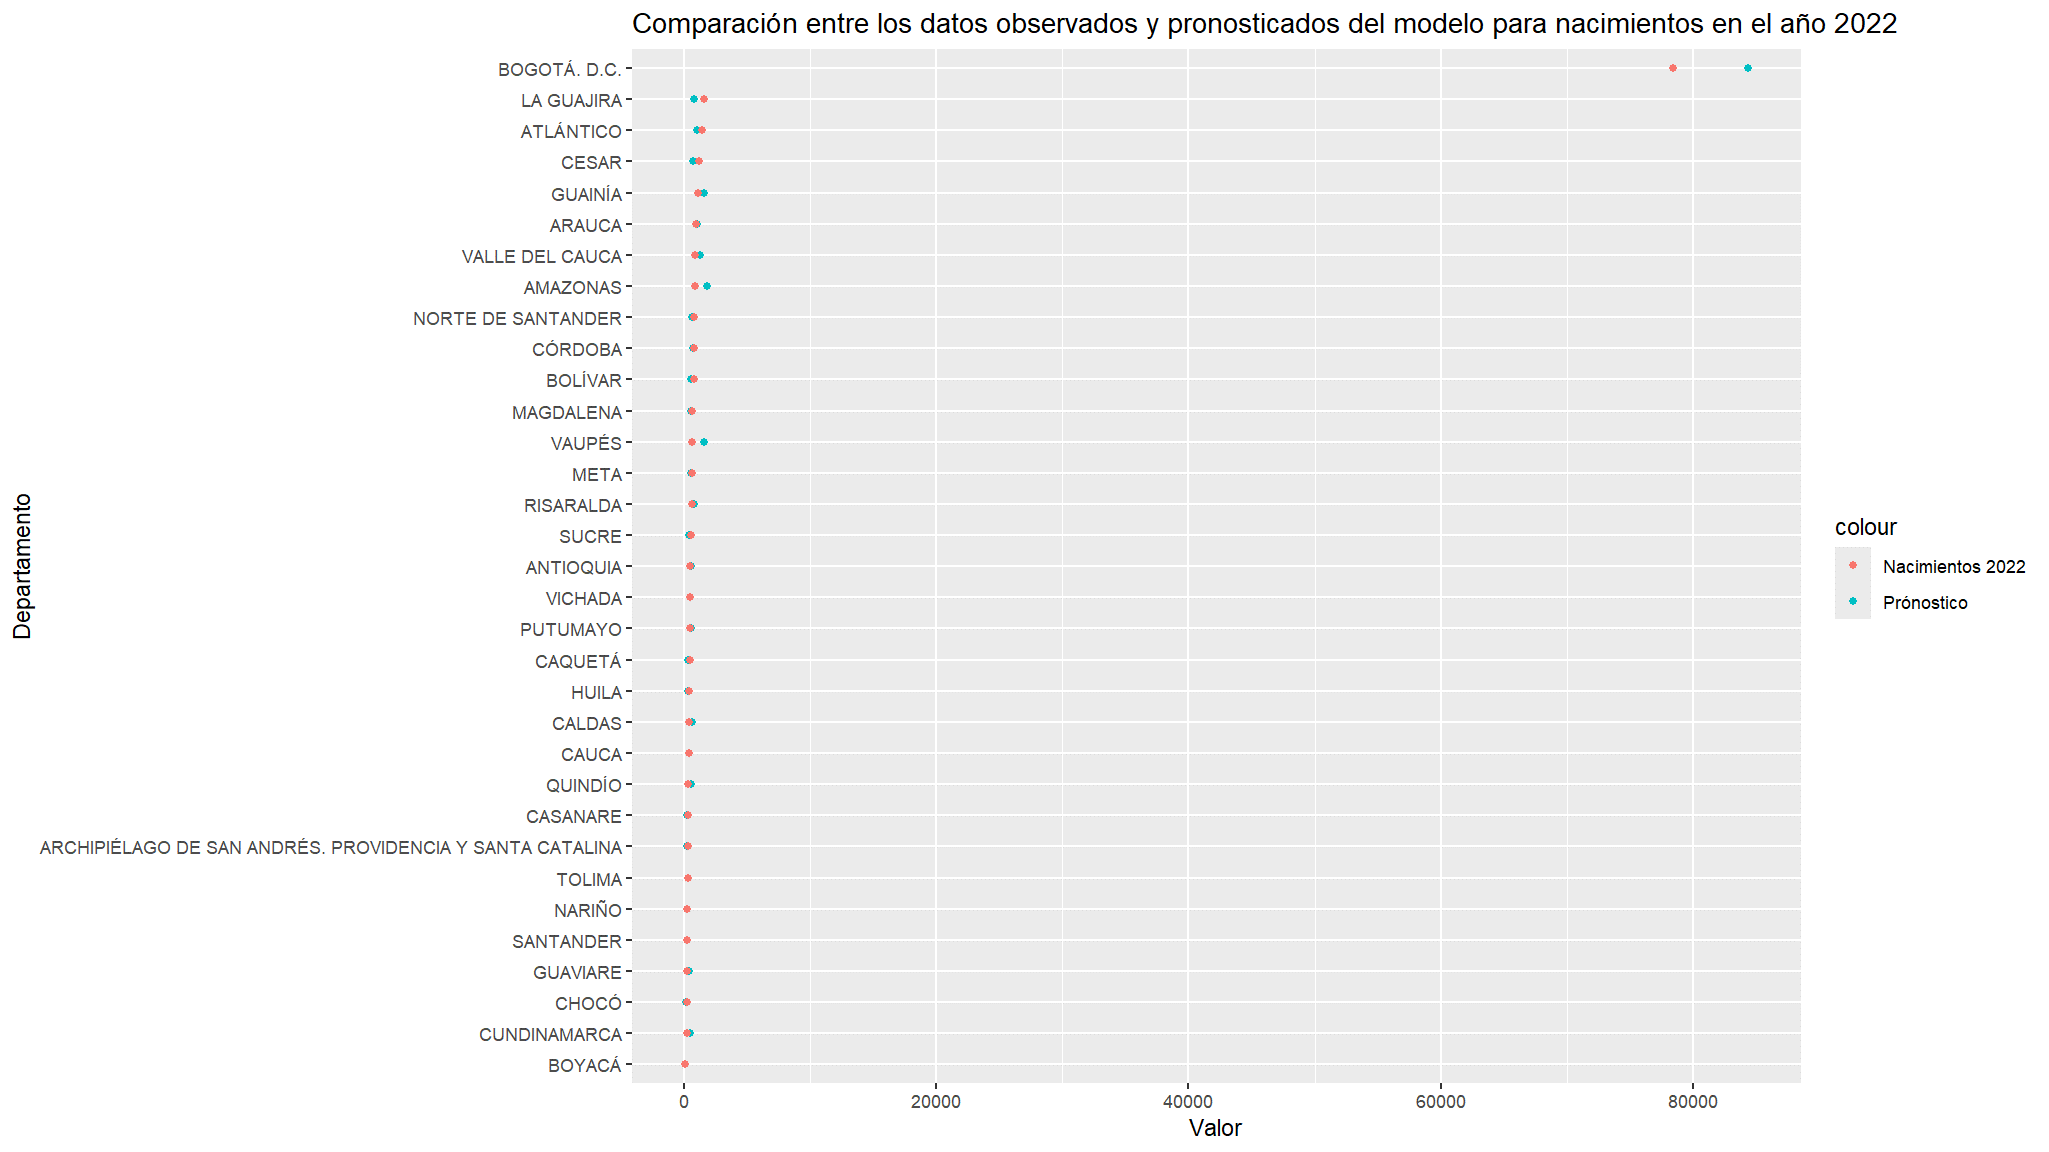 Comparación entre los datos observados y pronosticados del modelo para nacimientos en el año 2022
Departamento
BOGOTÁ. D.C.
LA GUAJIRA
ATLÁNTICO
CESAR
GUAINÍA
ARAUCA
VALLE DEL CAUCA
AMAZONAS
NORTE DE SANTANDER
CÓRDOBA
BOLÍVAR
MAGDALENA
VAUPÉS
META
RISARALDA
SUCRE
ANTIOQUIA
VICHADA
PUTUMAYO
CAQUETÁ
HUILA
CALDAS
CAUCA
QUINDÍO
CASANARE
ARCHIPIÉLAGO DE SAN ANDRÉS. PROVIDENCIA Y SANTA CATALINA
TOLIMA
NARIÑO
SANTANDER
GUAVIARE
CHOCÓ
CUNDINAMARCA
BOYACÁ
0 20000 40000 60000 80000
Valor
colour
Nacimientos 2022
Prónostico